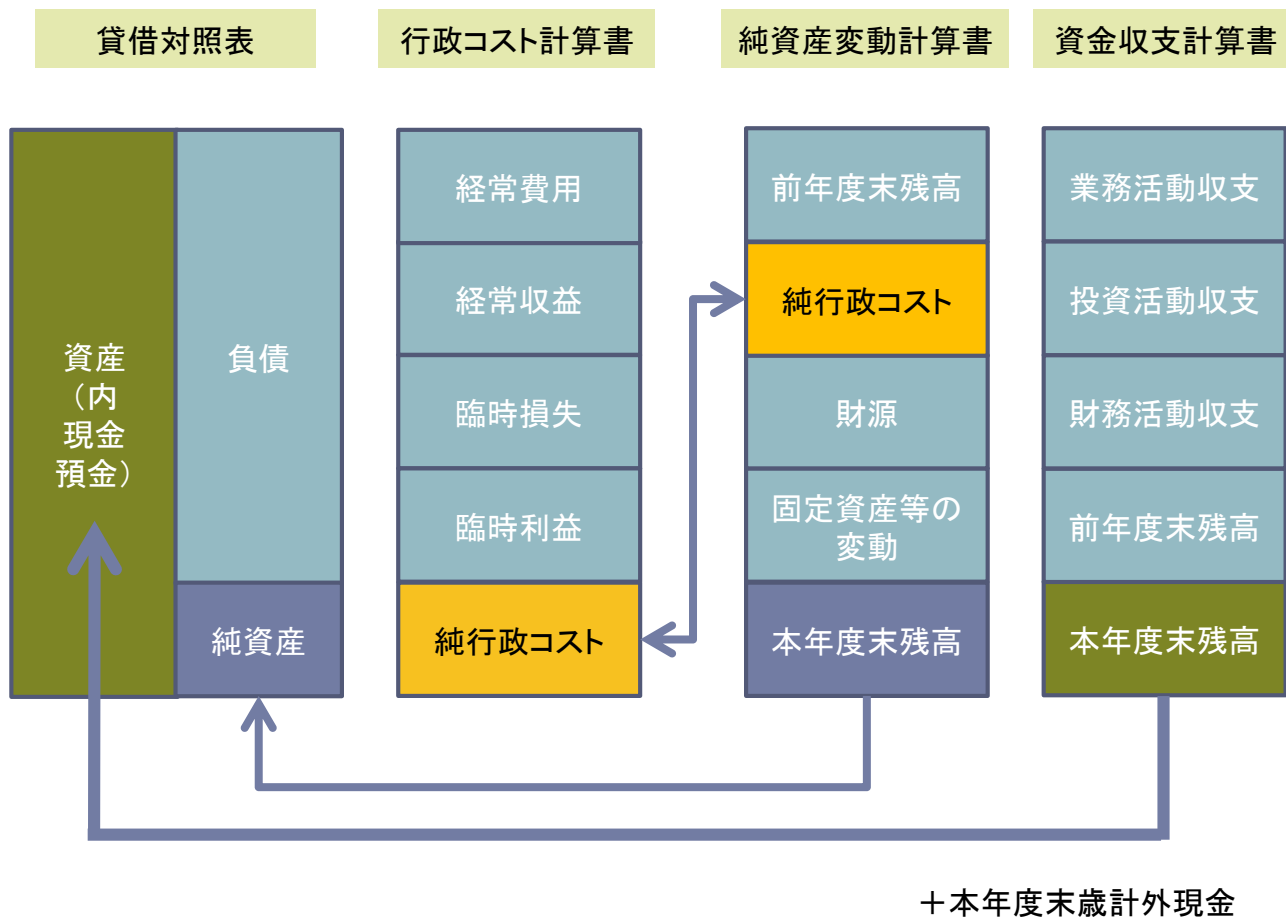 貸借対照表
行政コスト計算書
純資産変動計算書
資金収支計算書
資産
（内
現金
預金）
負債
純資産
経常費用
経常収益
臨時損失
臨時利益
純行政コスト
前年度末残高
純行政コスト
財源
固定資産等の
変動
本年度末残高
業務活動収支
投資活動収支
財務活動収支
前年度末残高
本年度末残高
＋本年度末歳計外現金